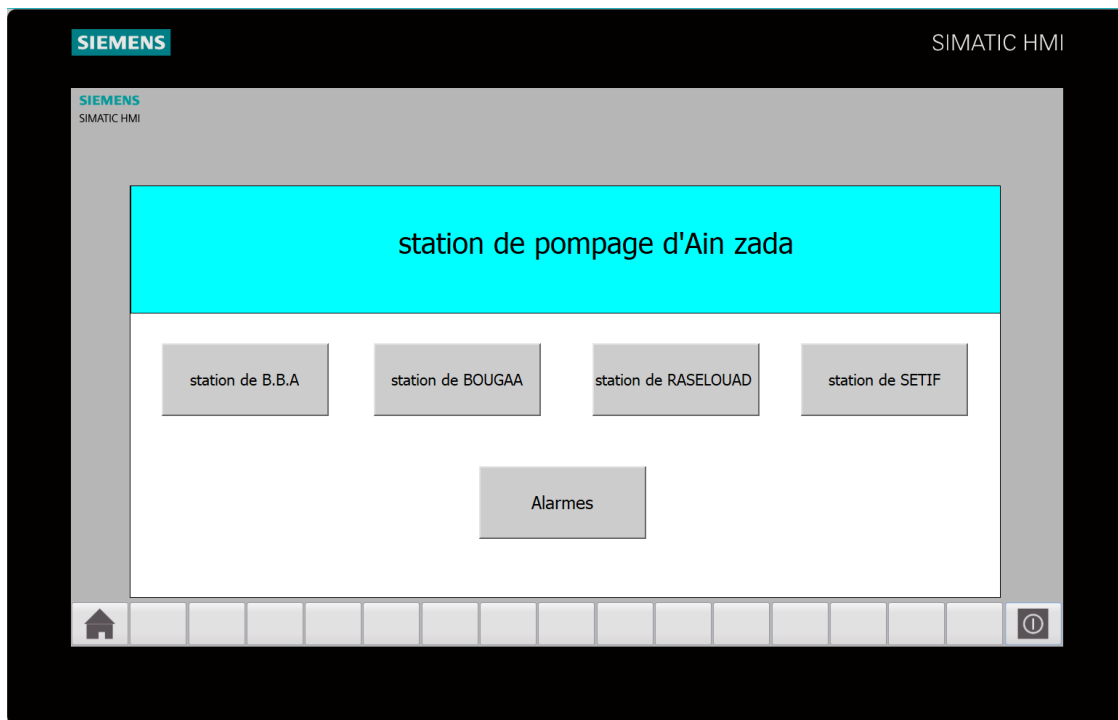 SIEMENS
SIMATIC HMI
SIEMENS
SIMATIC HMI
station de pompage d'Ain zada
station de B.B.A
station de BOUGAA
station de RASELOUAD
station de SETIF
Alarmes